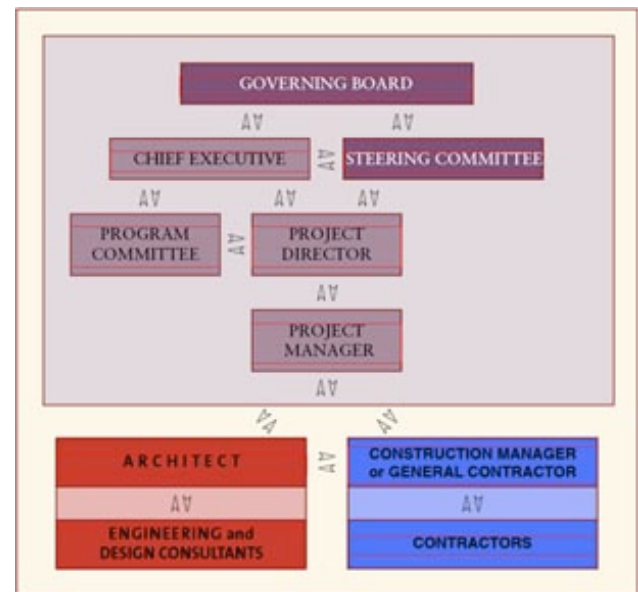 GOVERNING BOARD
CHIEF EXECUTIVE
STEERING COMMITTEE
PROGRAM
COMMITTEE
PROJECT
DIRECTOR
PROJECT
MANAGER
ARCHITECT
CONSTRUCTION MANAGER
or GENERAL CONTRACTOR
ENGINEERING and
DESIGN CONSULTANTS
CONTRACTORS